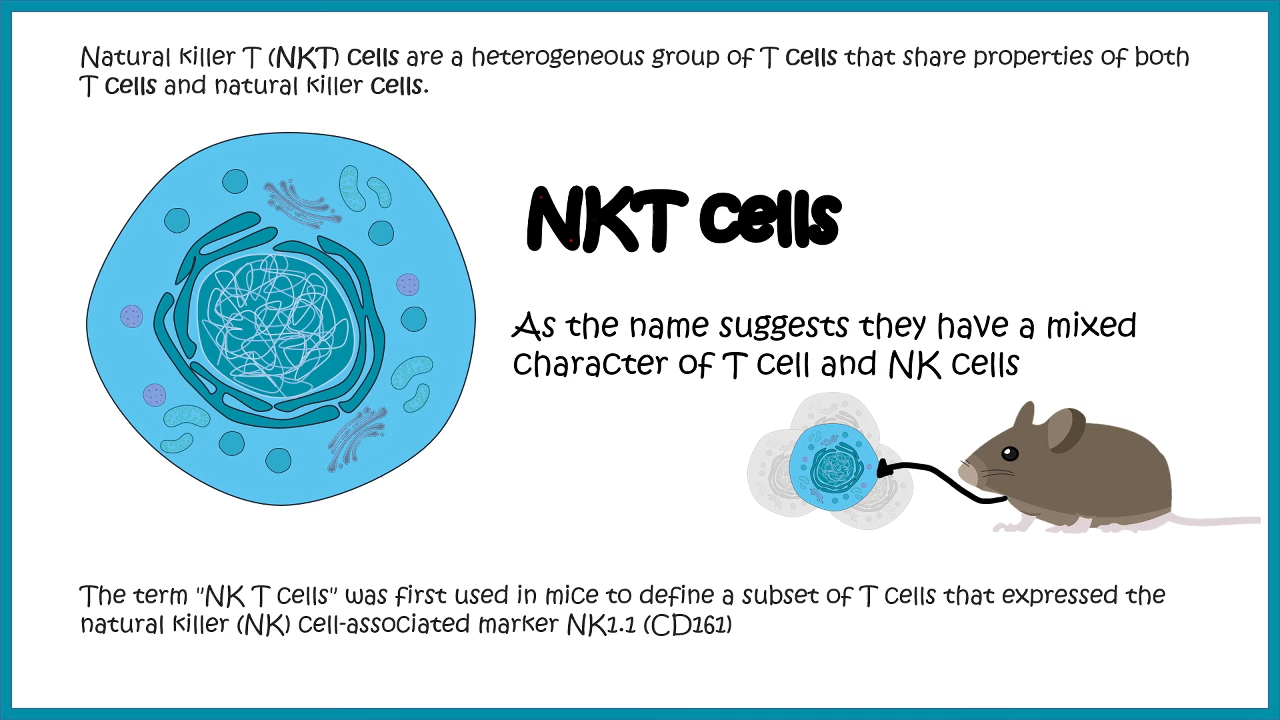 Natural killer T (NKT) cells are a heterogeneous group of T cells that share properties of both
T cells and natural killer cells.
NKT cells
As the name suggests they have a mixed
character of T cell and NK cells
The term "NK T cells" was first used in mice to define a subset of T cells that expressed the
natural killer (NK) cell-associated marker NK1.1 (CD161)